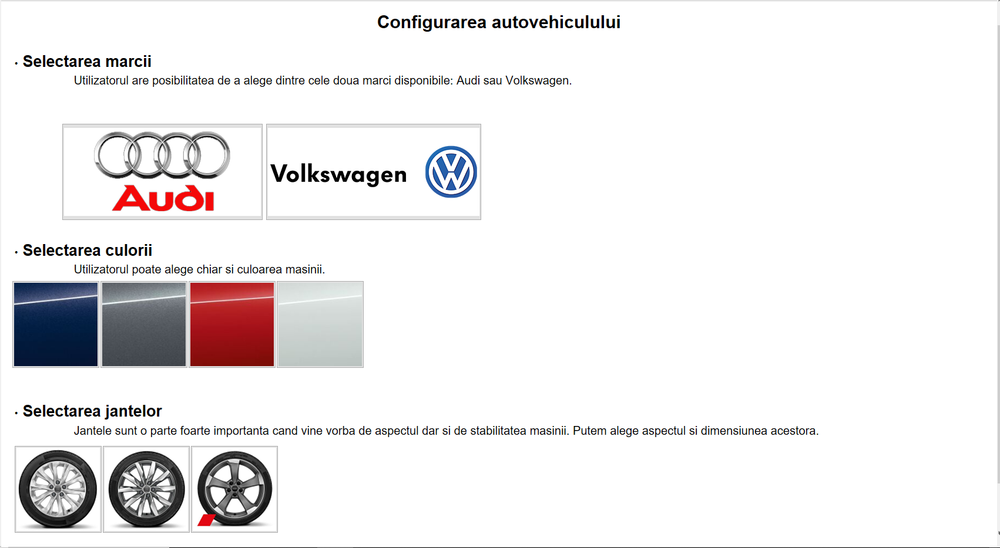 Configurarea autovehiculului
• Selectarea marcii
Utilizatorul are posibilitatea de a alege dintre cele doua marci disponibile: Audi sau Volkswagen.
Audi
Volkswagen
• Selectarea culorii
Utilizatorul poate alege chiar si culoarea masinii.
• Selectarea jantelor
Jantele sunt o parte foarte importanta cand vine vorba de aspectul dar si de stabilitatea masinii. Putem alege aspectul si dimensiunea acestora.